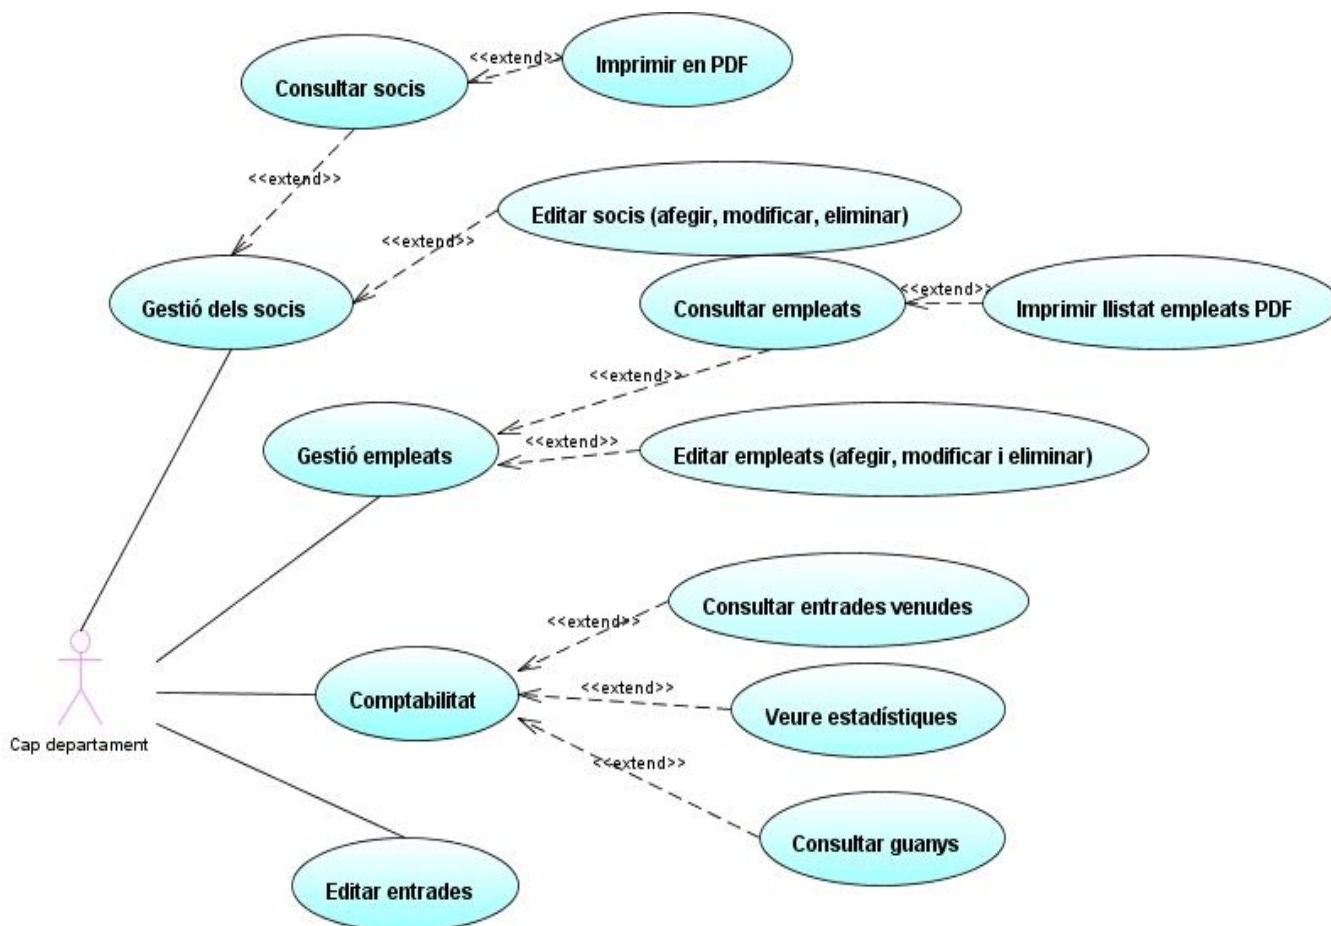 <<extend>>
Imprimir en PDF
Consultar socis
<<extend>>
Editar socis (afegir, modificar, eliminar)
<<extend>>
Gestió dels socis
Consultar empleats
<<extend>>
Imprimir llistat empleats PDF
<<extend>>
Gestió empleats
<<extend>>
Editar empleats (afegir, modificar i eliminar)
Consultar entrades venudes
<<extend>>
Comptabilitat
<<extend>>
Veure estadístiques
Cap departament
<<extend>>
Consultar guanys
Editar entrades